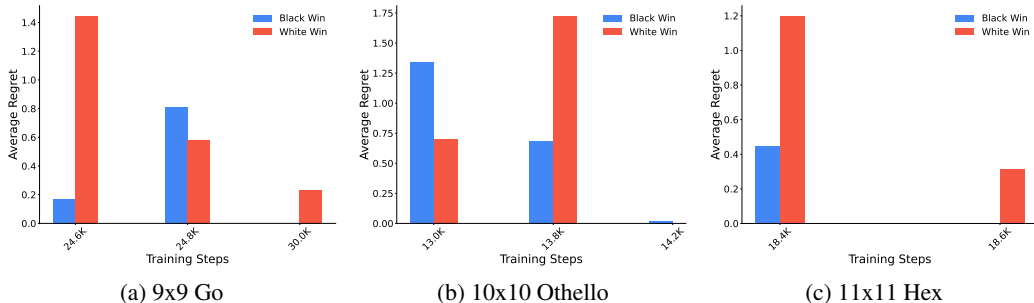 1.4
1.2
1.0
0.8
0.6
0.4
0.2
0.0
Average Regret
Black Win
White Win
24.6K
24.8K
30.0K
Training Steps
(a) 9x9 Go
1.75
1.50
1.25
1.00
0.75
0.50
0.25
0.00
Average Regret
Black Win
White Win
13.0K
13.8K
14.2K
Training Steps
(b) 10x10 Othello
1.2
1.0
0.8
0.6
0.4
0.2
0.0
Average Regret
Black Win
White Win
18.4K
18.6K
Training Steps
(c) 11x11 Hex